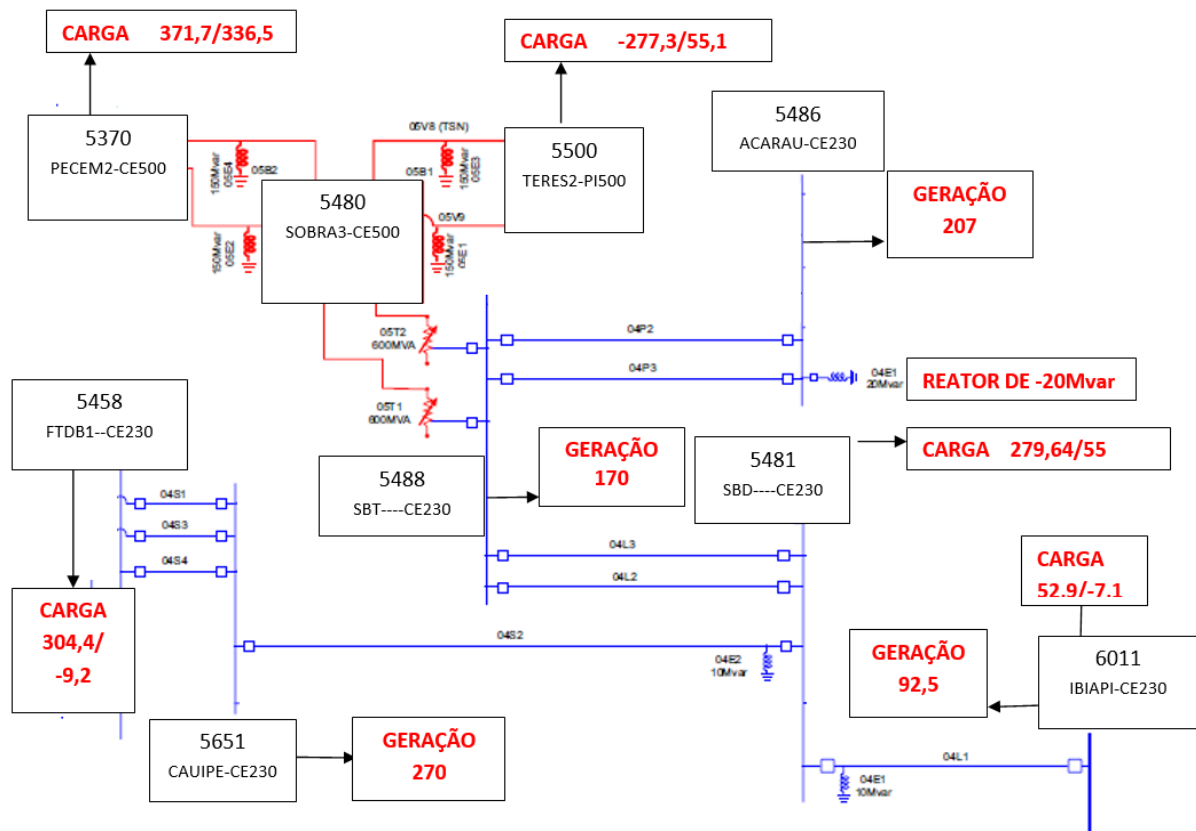 CARGA 371,7/336,5
CARGA -277,3/55,1
5370
PECEM2-CE500
150Mvar
05E4
05B2
150Mvar
05E2
5480
SOBRA3-CE500
05V8 (TSN)
05B1
150Mvar
05E3
05V9
150Mvar
05E1
5500
TERES2-PI500
5486
ACARAU-CE230
GERAÇÃO
207
05T2
600MVA
04P2
04P3
04E1
20Mvar
REATOR DE -20Mvar
05T1
600MVA
5458
FTDB1--CE230
5488
SBT----CE230
GERAÇÃO
170
5481
SBD----CE230
CARGA 279,64/55
04S1
04S3
04S4
04L3
04L2
CARGA
52.9/-7.1
CARGA
304,4/
-9,2
04S2
04E2
10Mvar
GERAÇÃO
92,5
6011
IBIAPI-CE230
5651
CAUIPE-CE230
GERAÇÃO
270
04L1
04E1
10Mvar